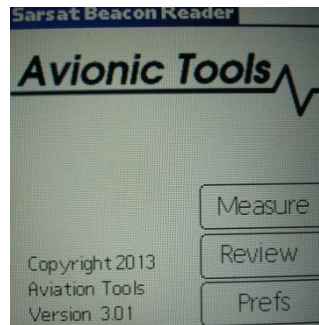 Sarsat Beacon Reader
Avionic Tools
Measure
Review
Prefs
Copyright 2013
Aviation Tools
Version 3.01